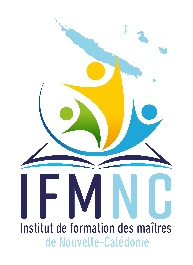 IFMNC
Institut de formation des maîtres
de Nouvelle-Calédonie